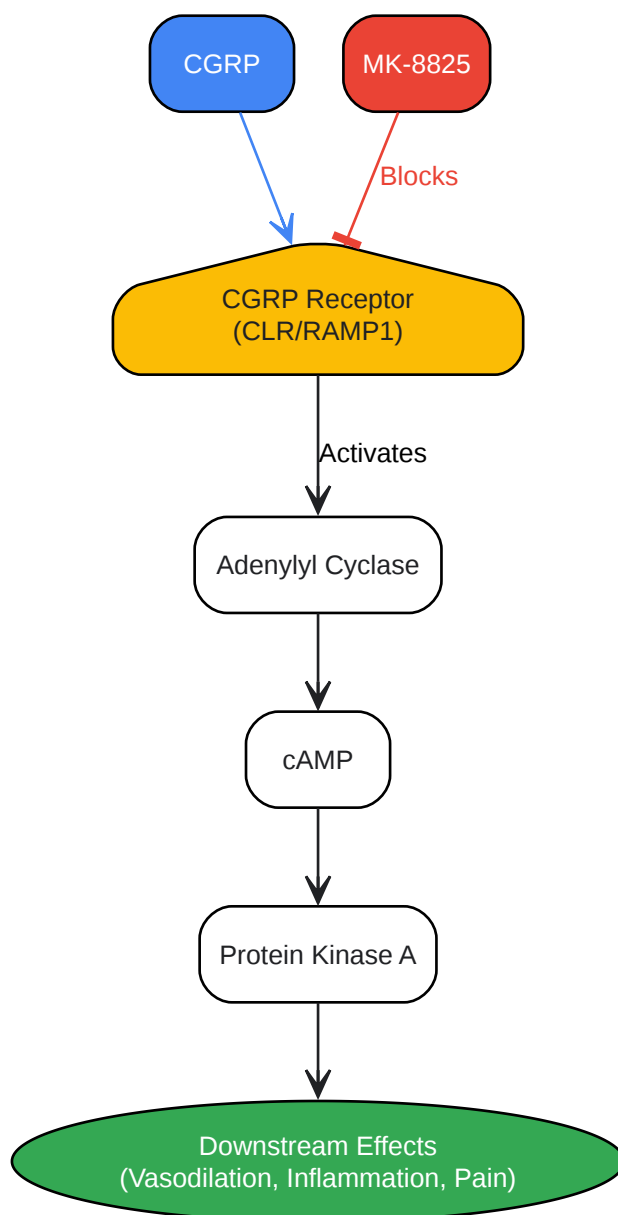 CGRP
MK-8825
Blocks
CGRP Receptor
(CLR/RAMP1)
Activates
Adenylyl Cyclase
cAMP
Protein Kinase A
Downstream Effects
(Vasodilation, Inflammation, Pain)